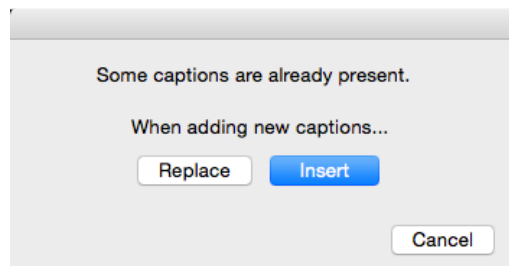 Some captions are already present.
When adding new captions...
Replace Insert
Cancel